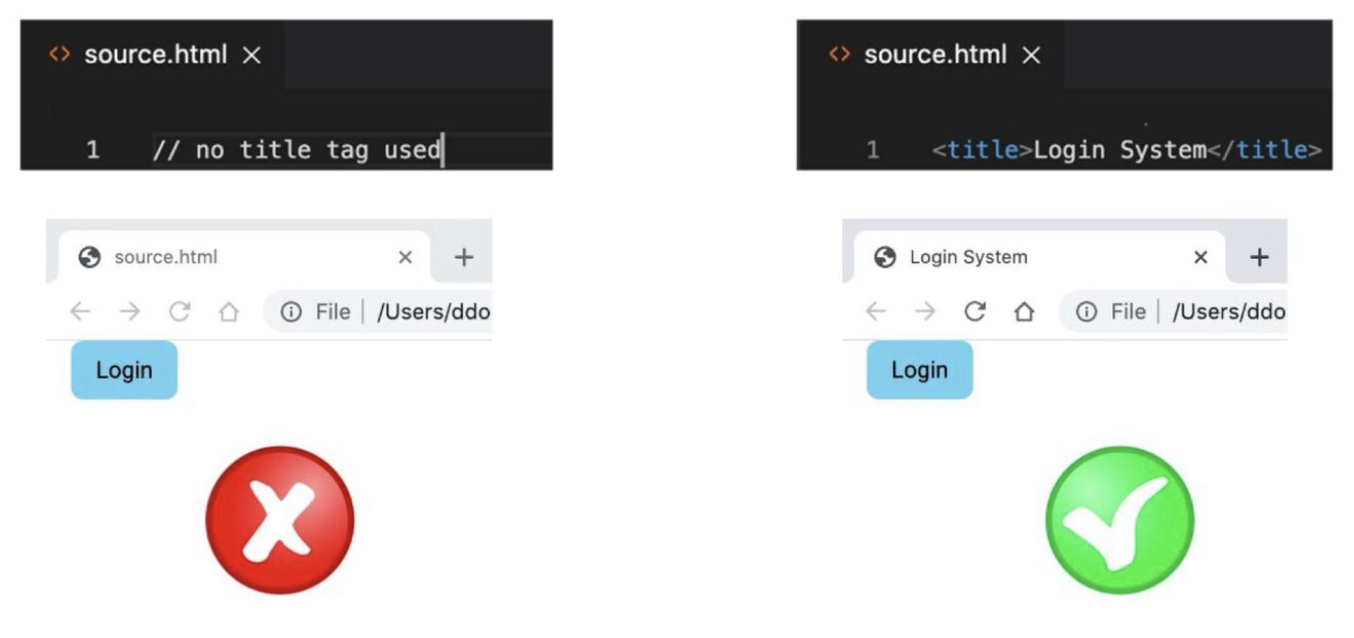 <> source.html ×
1 // no title tag used
source.html × +
File | /Users/ddo
Login
<> source.html ×
1 <title>Login System</title>
Login System × +
File | /Users/ddo
Login